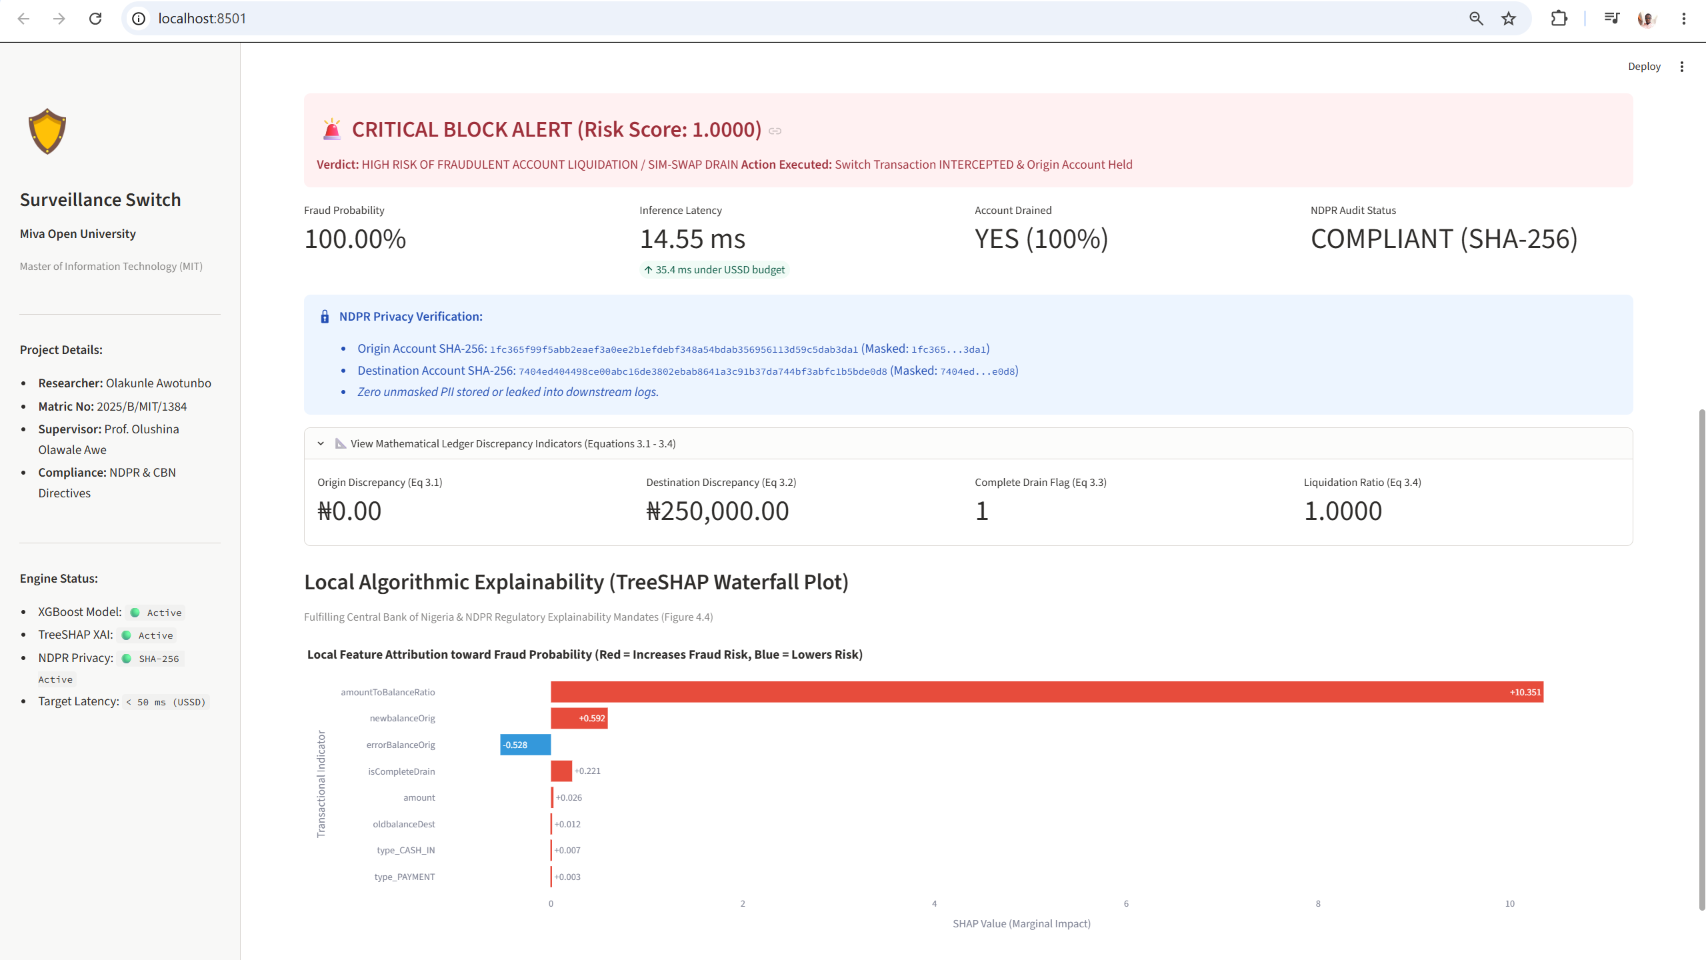 localhost:8501
Deploy
Surveillance Switch
Miva Open University
Master of Information Technology (MIT)
Project Details:
Researcher: Olakunle Awotunbo
Matric No: 2025/B/MIT/1384
Supervisor: Prof. Olushina
Olawale Awe
Compliance: NDPR & CBN
Directives
Engine Status:
XGBoost Model: Active
TreeSHAP XAI: Active
NDPR Privacy: SHA-256
Active
Target Latency: < 50 ms (USSD)
CRITICAL BLOCK ALERT (Risk Score: 1.0000)
Verdict: HIGH RISK OF FRAUDULENT ACCOUNT LIQUIDATION / SIM-SWAP DRAIN Action Executed: Switch Transaction INTERCEPTED & Origin Account Held
Fraud Probability
100.00%
Inference Latency
14.55 ms
↑ 35.4 ms under USSD budget
Account Drained
YES (100%)
NDPR Audit Status
COMPLIANT (SHA-256)
NDPR Privacy Verification:
Origin Account SHA-256: 1fc365f99f5abb2eaef3a0ee2b1efdebf348a54bdab356956113d59c5dab3da1 (Masked: 1fc365...3da1)
Destination Account SHA-256: 7404ed404498ce00abc16de3802ebab8641a3c91b37da744bf3abfc1b5bde0d8 (Masked: 7404ed...e0d8)
Zero unmasked PII stored or leaked into downstream logs.
View Mathematical Ledger Discrepancy Indicators (Equations 3.1 - 3.4)
Origin Discrepancy (Eq 3.1)
₦0.00
Destination Discrepancy (Eq 3.2)
₦250,000.00
Complete Drain Flag (Eq 3.3)
1
Liquidation Ratio (Eq 3.4)
1.0000
Local Algorithmic Explainability (TreeSHAP Waterfall Plot)
Fulfilling Central Bank of Nigeria & NDPR Regulatory Explainability Mandates (Figure 4.4)
Local Feature Attribution toward Fraud Probability (Red = Increases Fraud Risk, Blue = Lowers Risk)
Transactional Indicator
amountToBalanceRatio +10.351
newbalanceOrig +0.592
errorBalanceOrig -0.528
isCompleteDrain +0.221
amount +0.026
oldbalanceDest +0.012
type_CASH_IN +0.007
type_PAYMENT +0.003
0 2 4 6 8 10
SHAP Value (Marginal Impact)